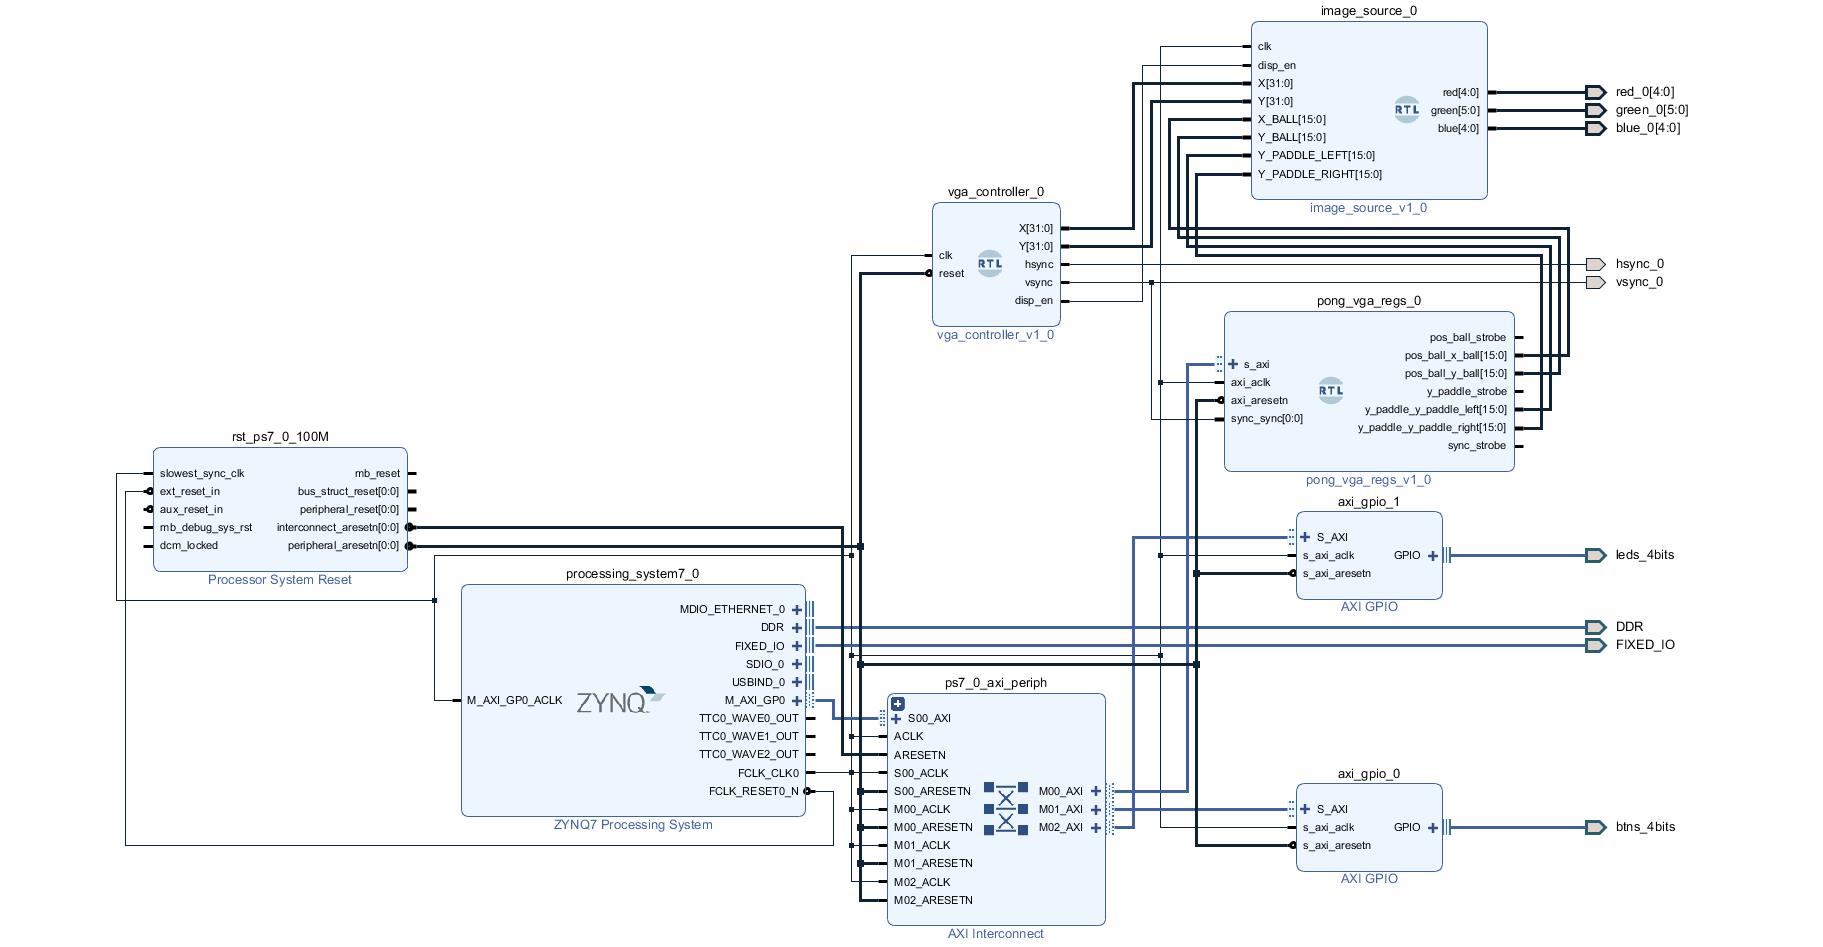 image_source_0
clk
disp_en
X[31:0]
Y[31:0]
X_BALL[15:0]
Y_BALL[15:0]
Y_PADDLE_LEFT[15:0]
Y_PADDLE_RIGHT[15:0]
RTL
red[4:0]
green[5:0]
blue[4:0]
image_source_v1_0
red_0[4:0]
green_0[5:0]
blue_0[4:0]
vga_controller_0
clk
reset
RTL
X[31:0]
Y[31:0]
hsync
vsync
disp_en
vga_controller_v1_0
hsync_0
vsync_0
pong_vga_regs_0
s_axi
axi_aclk
axi_aresetn
sync_sync[0:0]
RTL
pos_ball_strobe
pos_ball_x_ball[15:0]
pos_ball_y_ball[15:0]
y_paddle_strobe
y_paddle_y_paddle_left[15:0]
y_paddle_y_paddle_right[15:0]
sync_strobe
pong_vga_regs_v1_0
rst_ps7_0_100M
slowest_sync_clk
ext_reset_in
aux_reset_in
mb_debug_sys_rst
dcm_locked
mb_reset
bus_struct_reset[0:0]
peripheral_reset[0:0]
interconnect_aresetn[0:0]
peripheral_aresetn[0:0]
Processor System Reset
axi_gpio_1
S_AXI
s_axi_aclk
s_axi_aresetn
GPIO
AXI GPIO
leds_4bits
processing_system7_0
M_AXI_GP0_ACLK
ZYNQ
MDIO_ETHERNET_0
DDR
FIXED_IO
SDIO_0
USBIND_0
M_AXI_GP0
TTC0_WAVE0_OUT
TTC0_WAVE1_OUT
TTC0_WAVE2_OUT
FCLK_CLK0
FCLK_RESET0_N
ZYNQ7 Processing System
DDR
FIXED_IO
ps7_0_axi_periph
S00_AXI
ACLK
ARESETN
S00_ACLK
S00_ARESETN
M00_ACLK
M00_ARESETN
M01_ACLK
M01_ARESETN
M02_ACLK
M02_ARESETN
M00_AXI
M01_AXI
M02_AXI
AXI Interconnect
axi_gpio_0
S_AXI
s_axi_aclk
s_axi_aresetn
GPIO
AXI GPIO
btns_4bits